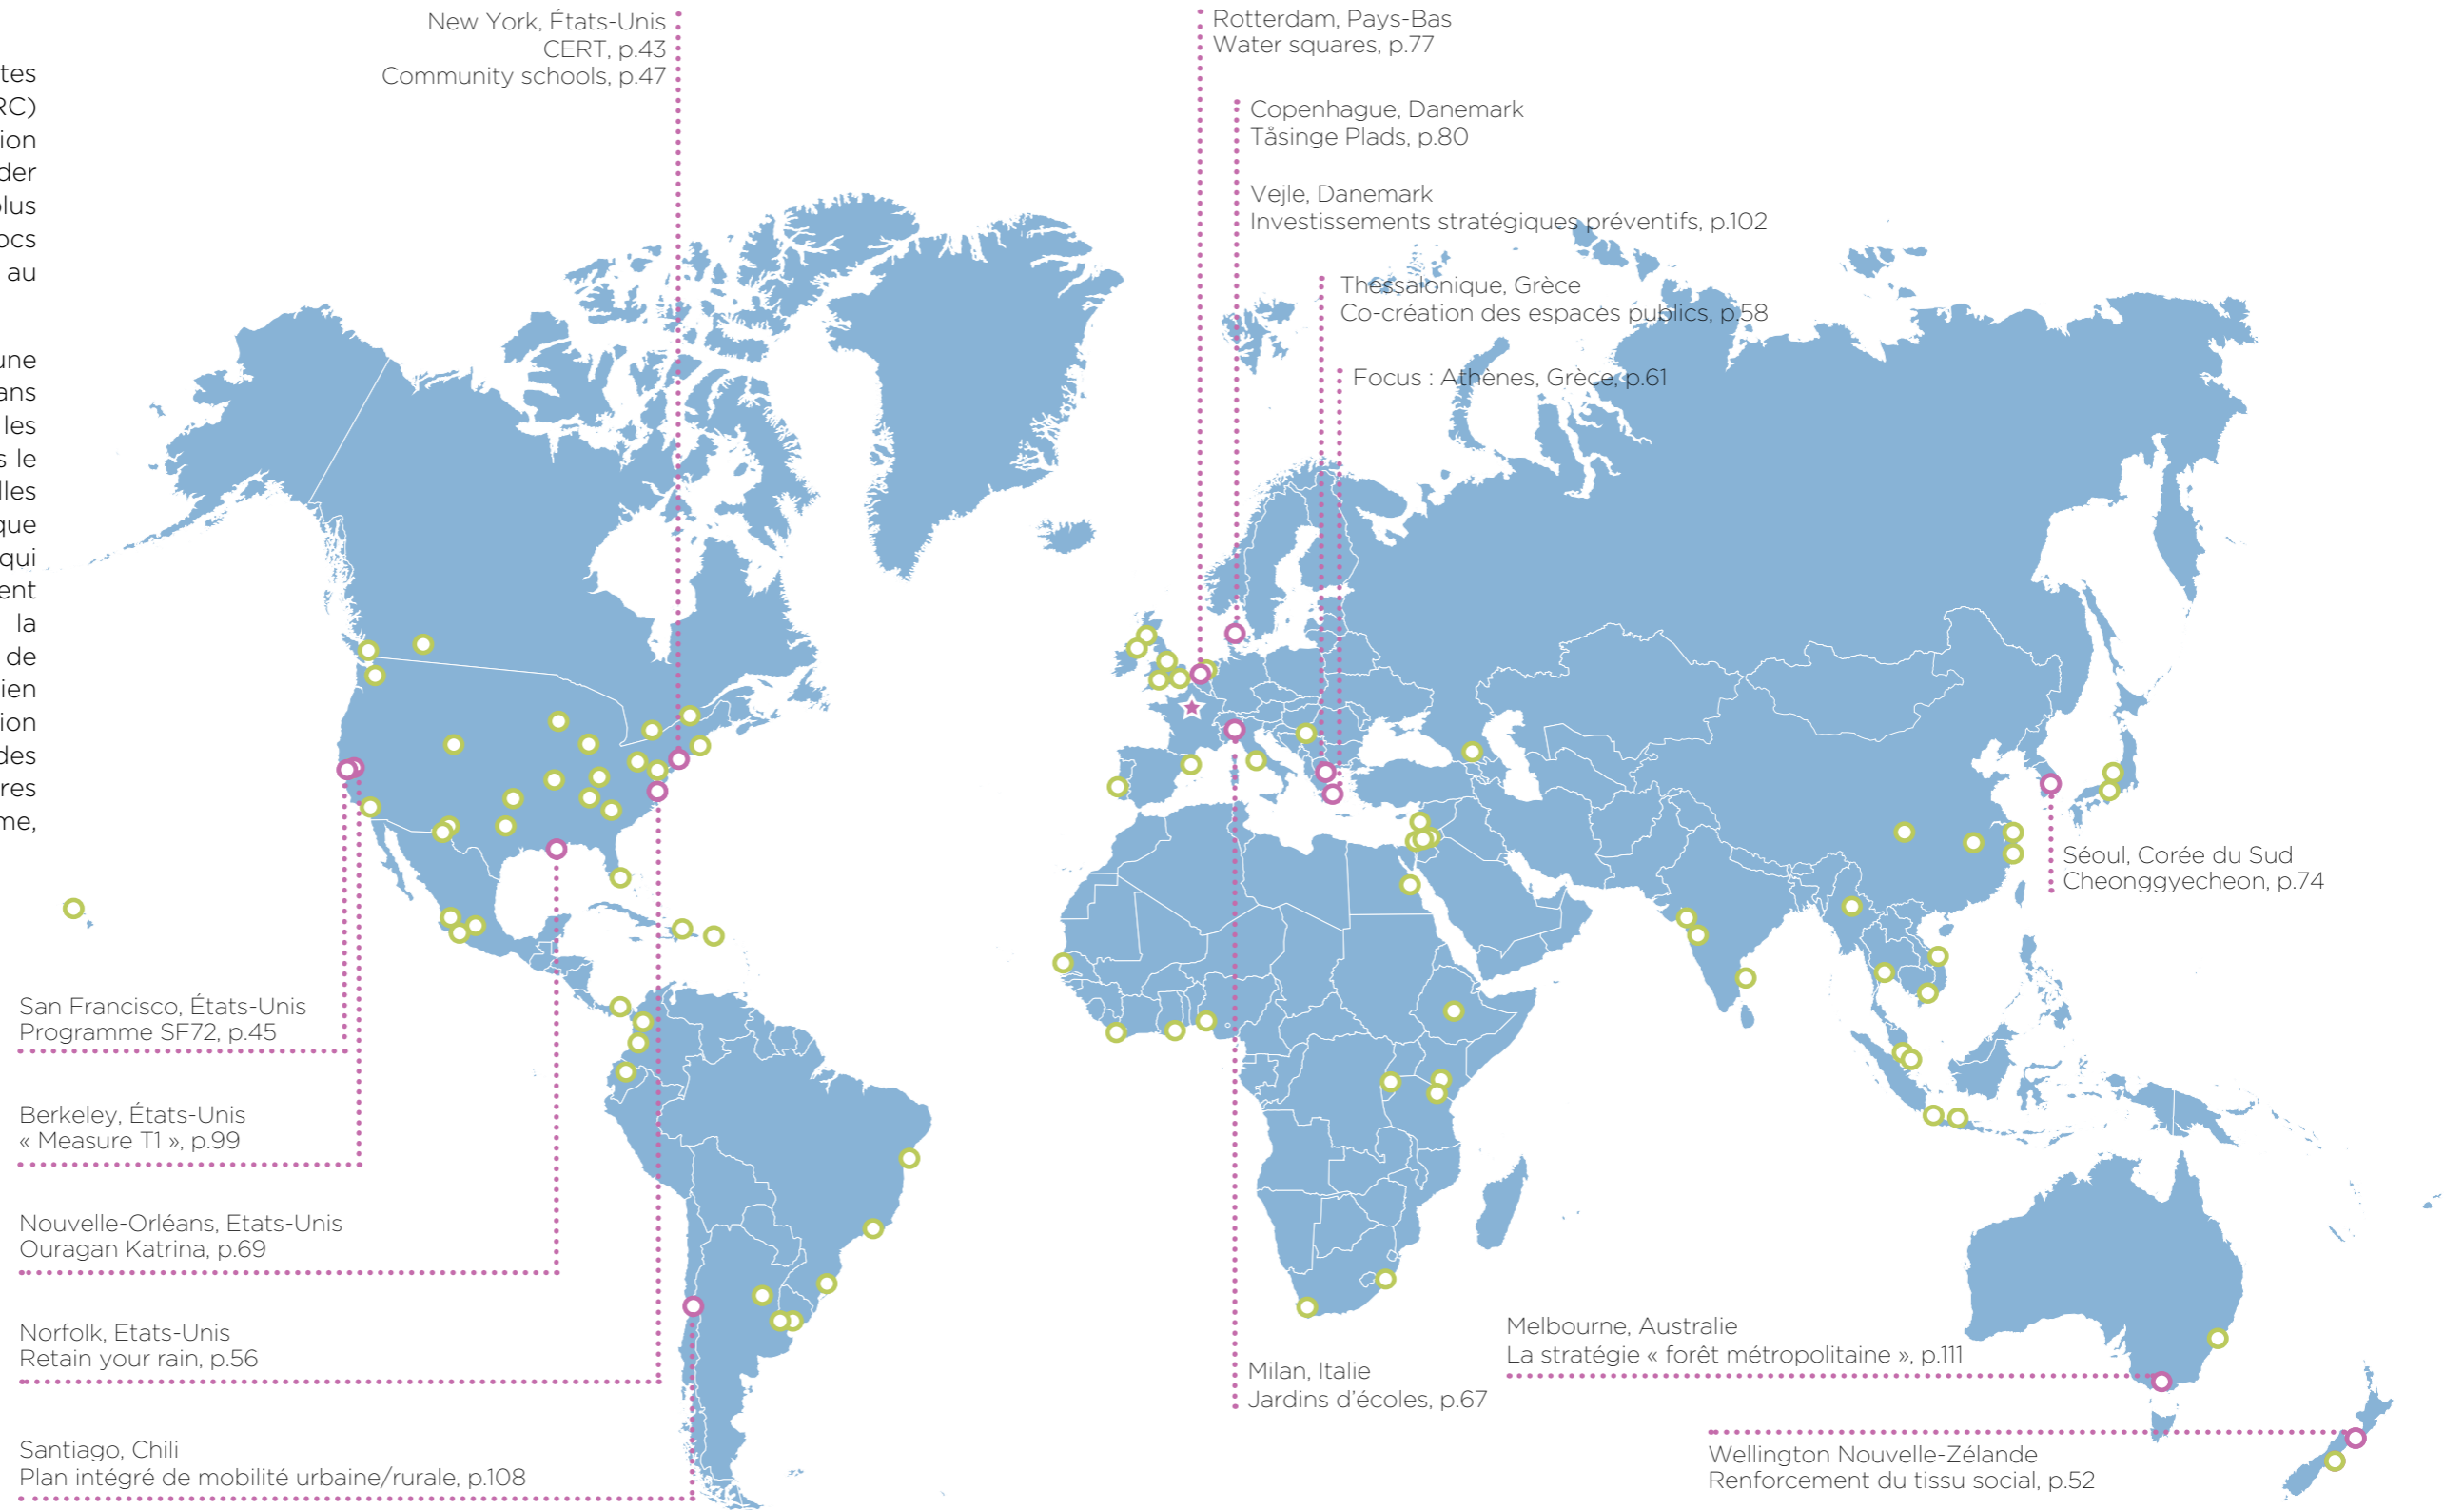 tes
RC)
tion
der
plus
ocs
au
une
ans
les
s le
lles
que
qui
ent
la
de
ien
tion
des
res
me,
New York, États-Unis
CERT, p.43
Community schools, p.47
Rotterdam, Pays-Bas
Water squares, p.77
Copenhague, Danemark
Tåsinge Plads, p.80
Vejle, Danemark
Investissements stratégiques préventifs, p.102
Thessalonique, Grèce
Co-création des espaces publics, p.58
Focus : Athènes, Grèce, p.61
Séoul, Corée du Sud
Cheonggyecheon, p.74
San Francisco, États-Unis
Programme SF72, p.45
Berkeley, États-Unis
« Measure T1 », p.99
Nouvelle-Orléans, Etats-Unis
Ouragan Katrina, p.69
Norfolk, Etats-Unis
Retain your rain, p.56
Santiago, Chili
Plan intégré de mobilité urbaine/rurale, p.108
Milan, Italie
Jardins d'écoles, p.67
Melbourne, Australie
La stratégie « forêt métropolitaine », p.111
Wellington Nouvelle-Zélande
Renforcement du tissu social, p.52